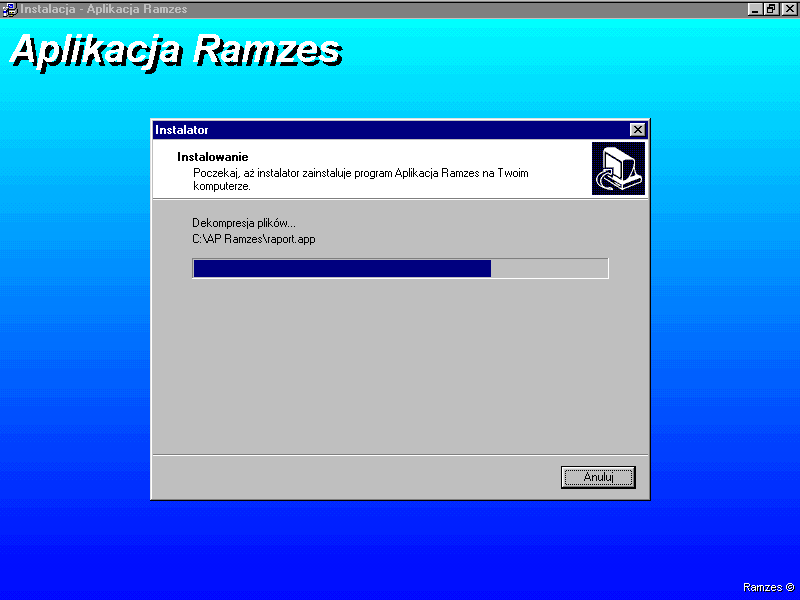 Instalacja - Aplikacja Ramzes
Aplikacja Ramzes
Instalator
Instalowanie
Poczekaj, aż instalator zainstaluje program Aplikacja Ramzes na Twoim
komputerze.
Dekompresja plików...
C:\AP Ramzes\raport.app
Anuluj
Ramzes ©